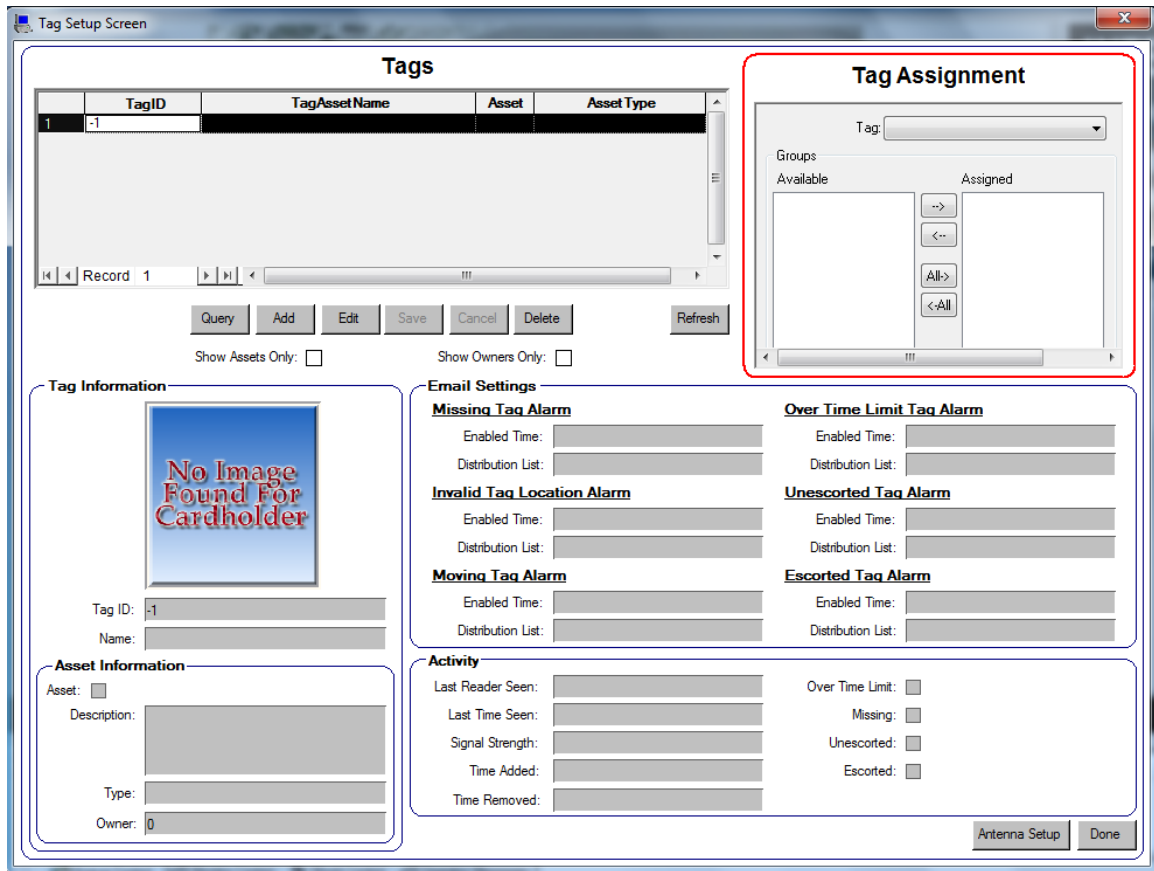 Tag Setup Screen
Tags
TagID TagAssetName Asset AssetType
1 -1
Record 1
Query Add Edit Save Cancel Delete Refresh
Show Assets Only: Show Owners Only:
Tag Assignment
Tag:
Groups
Available Assigned
-->
<--
All->
<-All
Tag Information
No Image
Found For
Cardholder
Tag ID: -1
Name:
Asset Information
Asset:
Description:
Type:
Owner: 0
Email Settings
Missing Tag Alarm Over Time Limit Tag Alarm
Enabled Time: Enabled Time:
Distribution List: Distribution List:
Invalid Tag Location Alarm Unescorted Tag Alarm
Enabled Time: Enabled Time:
Distribution List: Distribution List:
Moving Tag Alarm Escorted Tag Alarm
Enabled Time: Enabled Time:
Distribution List: Distribution List:
Activity
Last Reader Seen: Over Time Limit:
Last Time Seen: Missing:
Signal Strength: Unescorted:
Time Added: Escorted:
Time Removed:
Antenna Setup Done